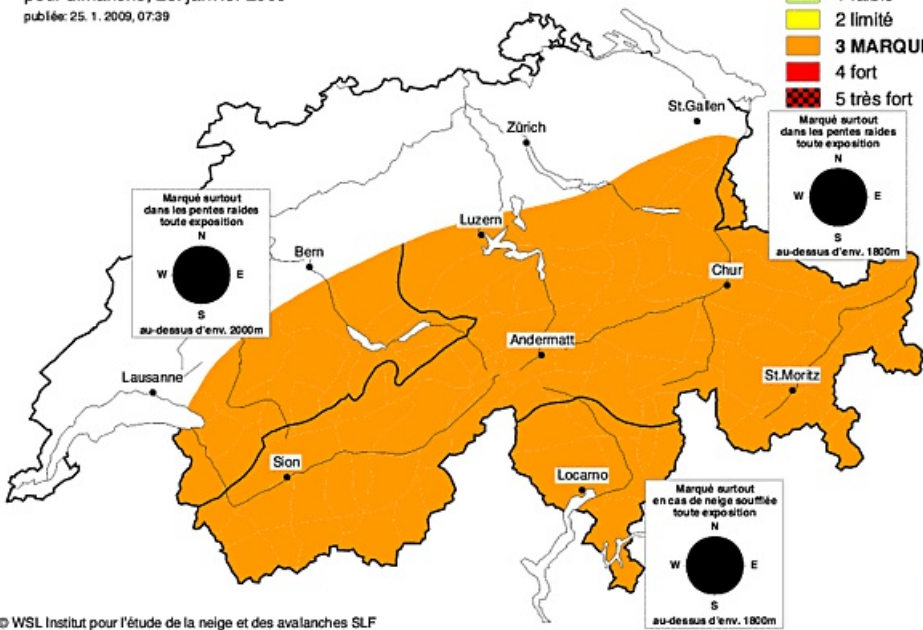 publiée: 25. 1. 2009, 07:39
2 limité
3 MARQUÉ
4 fort
5 très fort
St.Gallen
Zürich
Marqué surtout
dans les pentes raides
toute exposition
N
W E
S
au-dessus d'env. 1800m
Marqué surtout
dans les pentes raides
toute exposition
N
W E
S
au-dessus d'env. 2000m
Luzern
Bern
Chur
Andermatt
Lausanne
St.Moritz
Sion
Locarno
Marqué surtout
en cas de neige soufflée
toute exposition
N
W E
S
au-dessus d'env. 1800m
© WSL Institut pour l'étude de la neige et des avalanches SLF